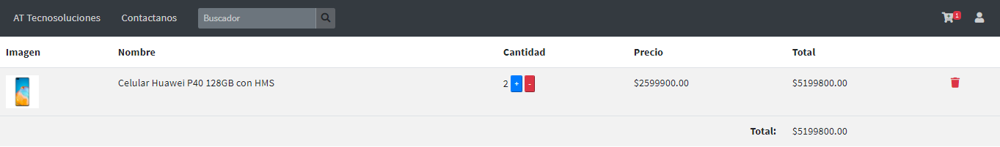 AT Tecnosoluciones Contactanos Buscador 1
Imagen Nombre Cantidad Precio Total
Celular Huawei P40 128GB con HMS 2 + - $2599900.00 $5199800.00
Total: $5199800.00